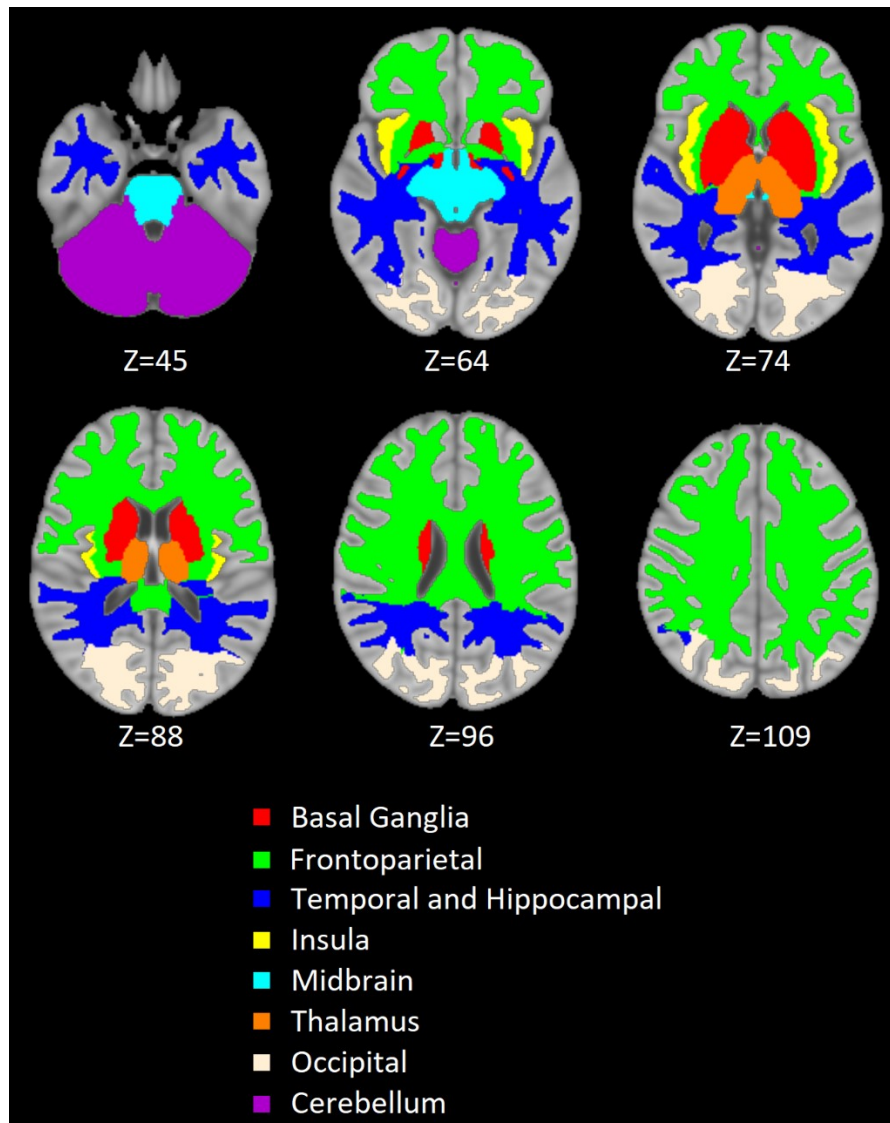 Z=45
Z=64
Z=74
Z=88
Z=96
Z=109
Basal Ganglia
Frontoparietal
Temporal and Hippocampal
Insula
Midbrain
Thalamus
Occipital
Cerebellum